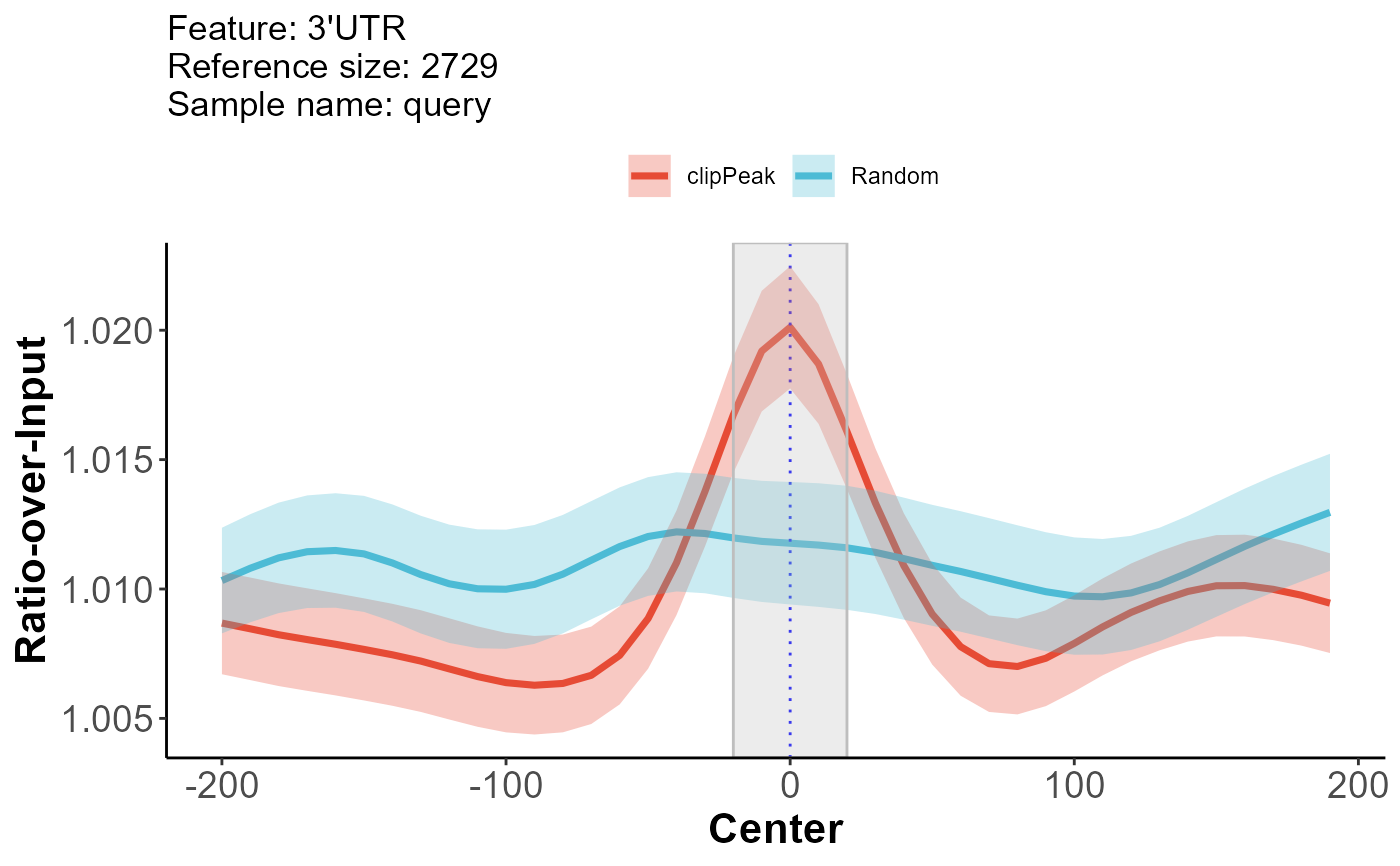 Feature: 3'UTR
Reference size: 2729
Sample name: query
clipPeak Random
Ratio-over-Input
1.020
1.015
1.010
1.005
-200 -100 0 100 200
Center